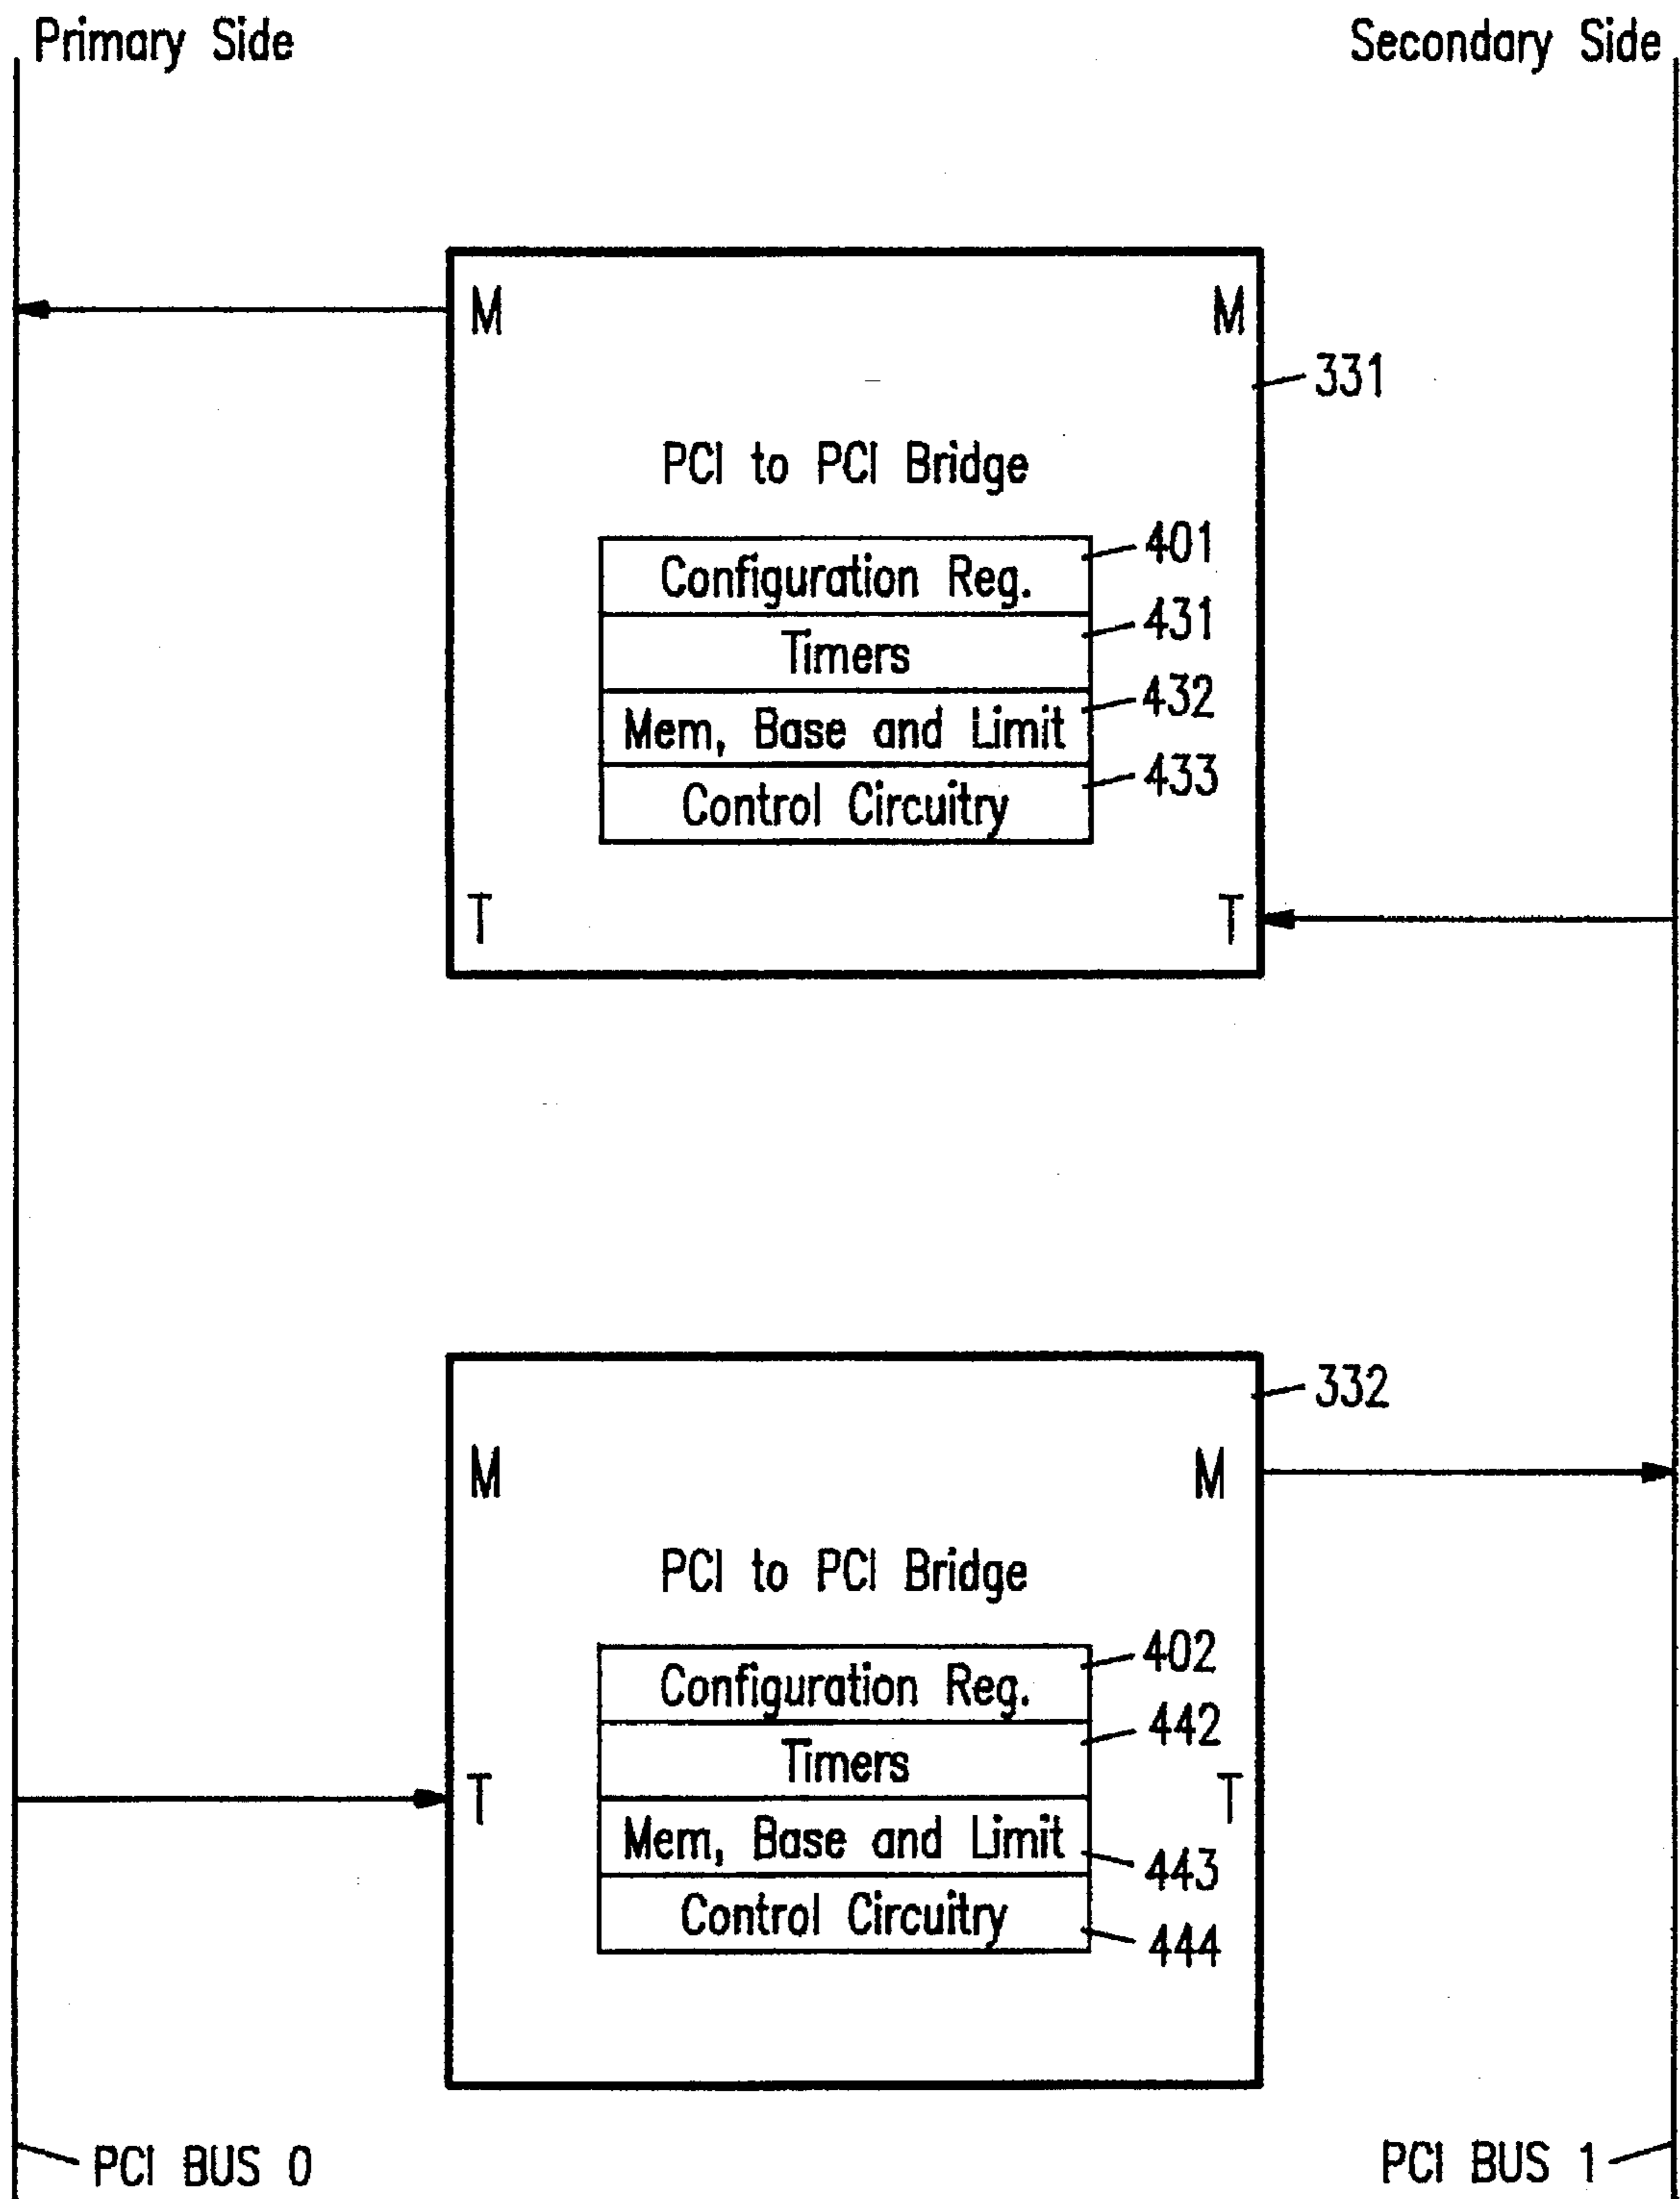 Primary Side
Secondary Side
M
M
331
PCI to PCI Bridge
401
Configuration Reg.
431
Timers
432
Mem, Base and Limit
433
Control Circuitry
T
T
332
M
M
PCI to PCI Bridge
402
Configuration Reg.
442
Timers
T
T
Mem, Base and Limit
443
Control Circuitry
444
PCI BUS 0
PCI BUS 1